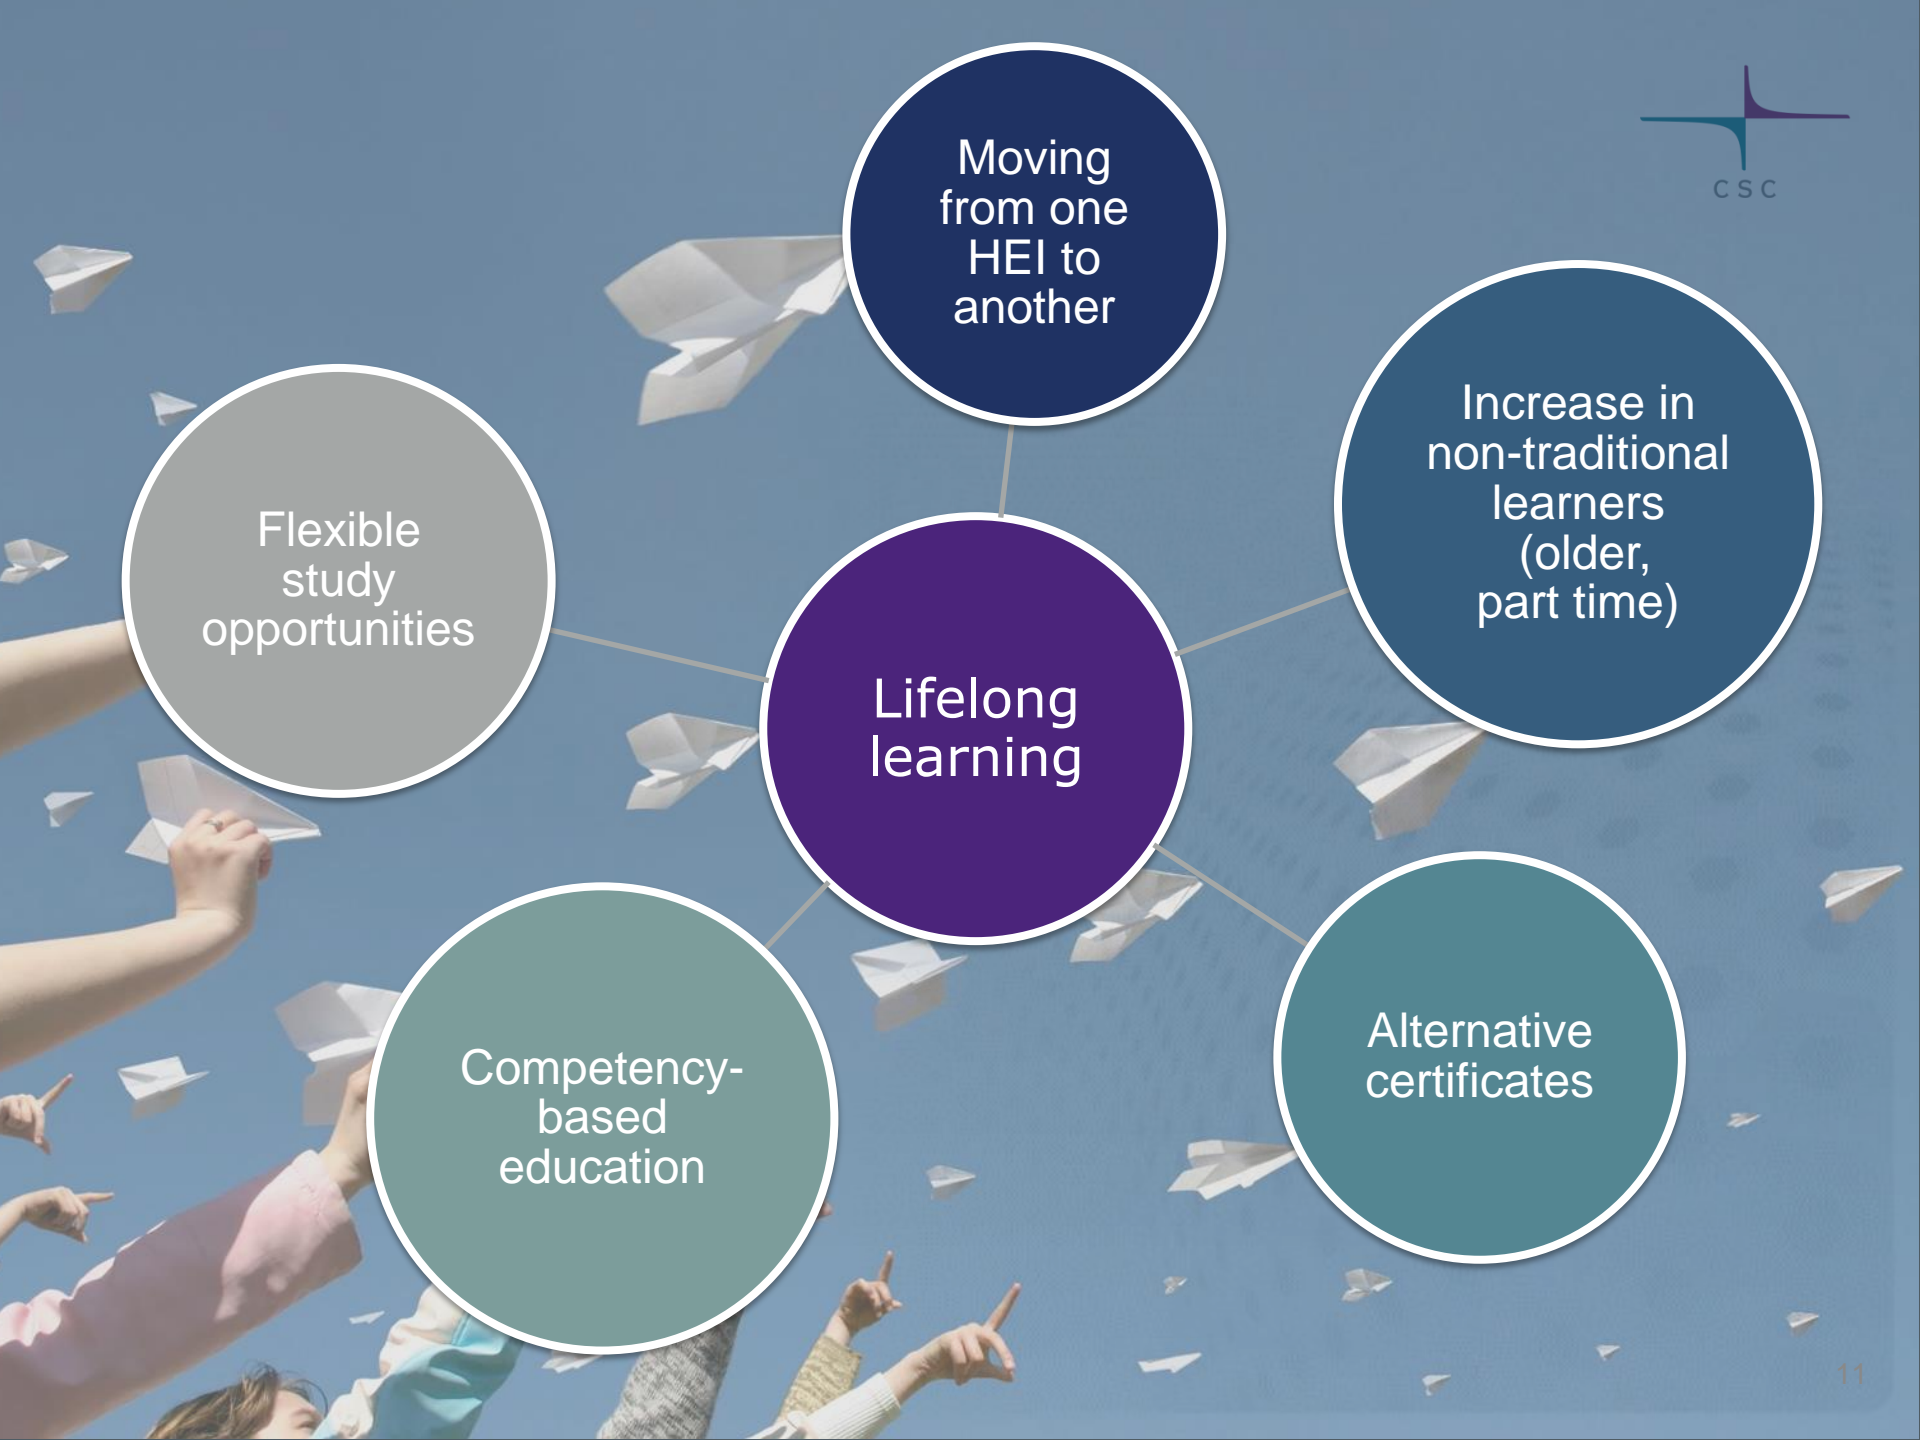 Moving
from one
HEI to
another
CSC
Increase in
non-traditional
learners
(older,
part time)
Flexible
study
opportunities
Lifelong
learning
Alternative
certificates
Competency-
based
education
11